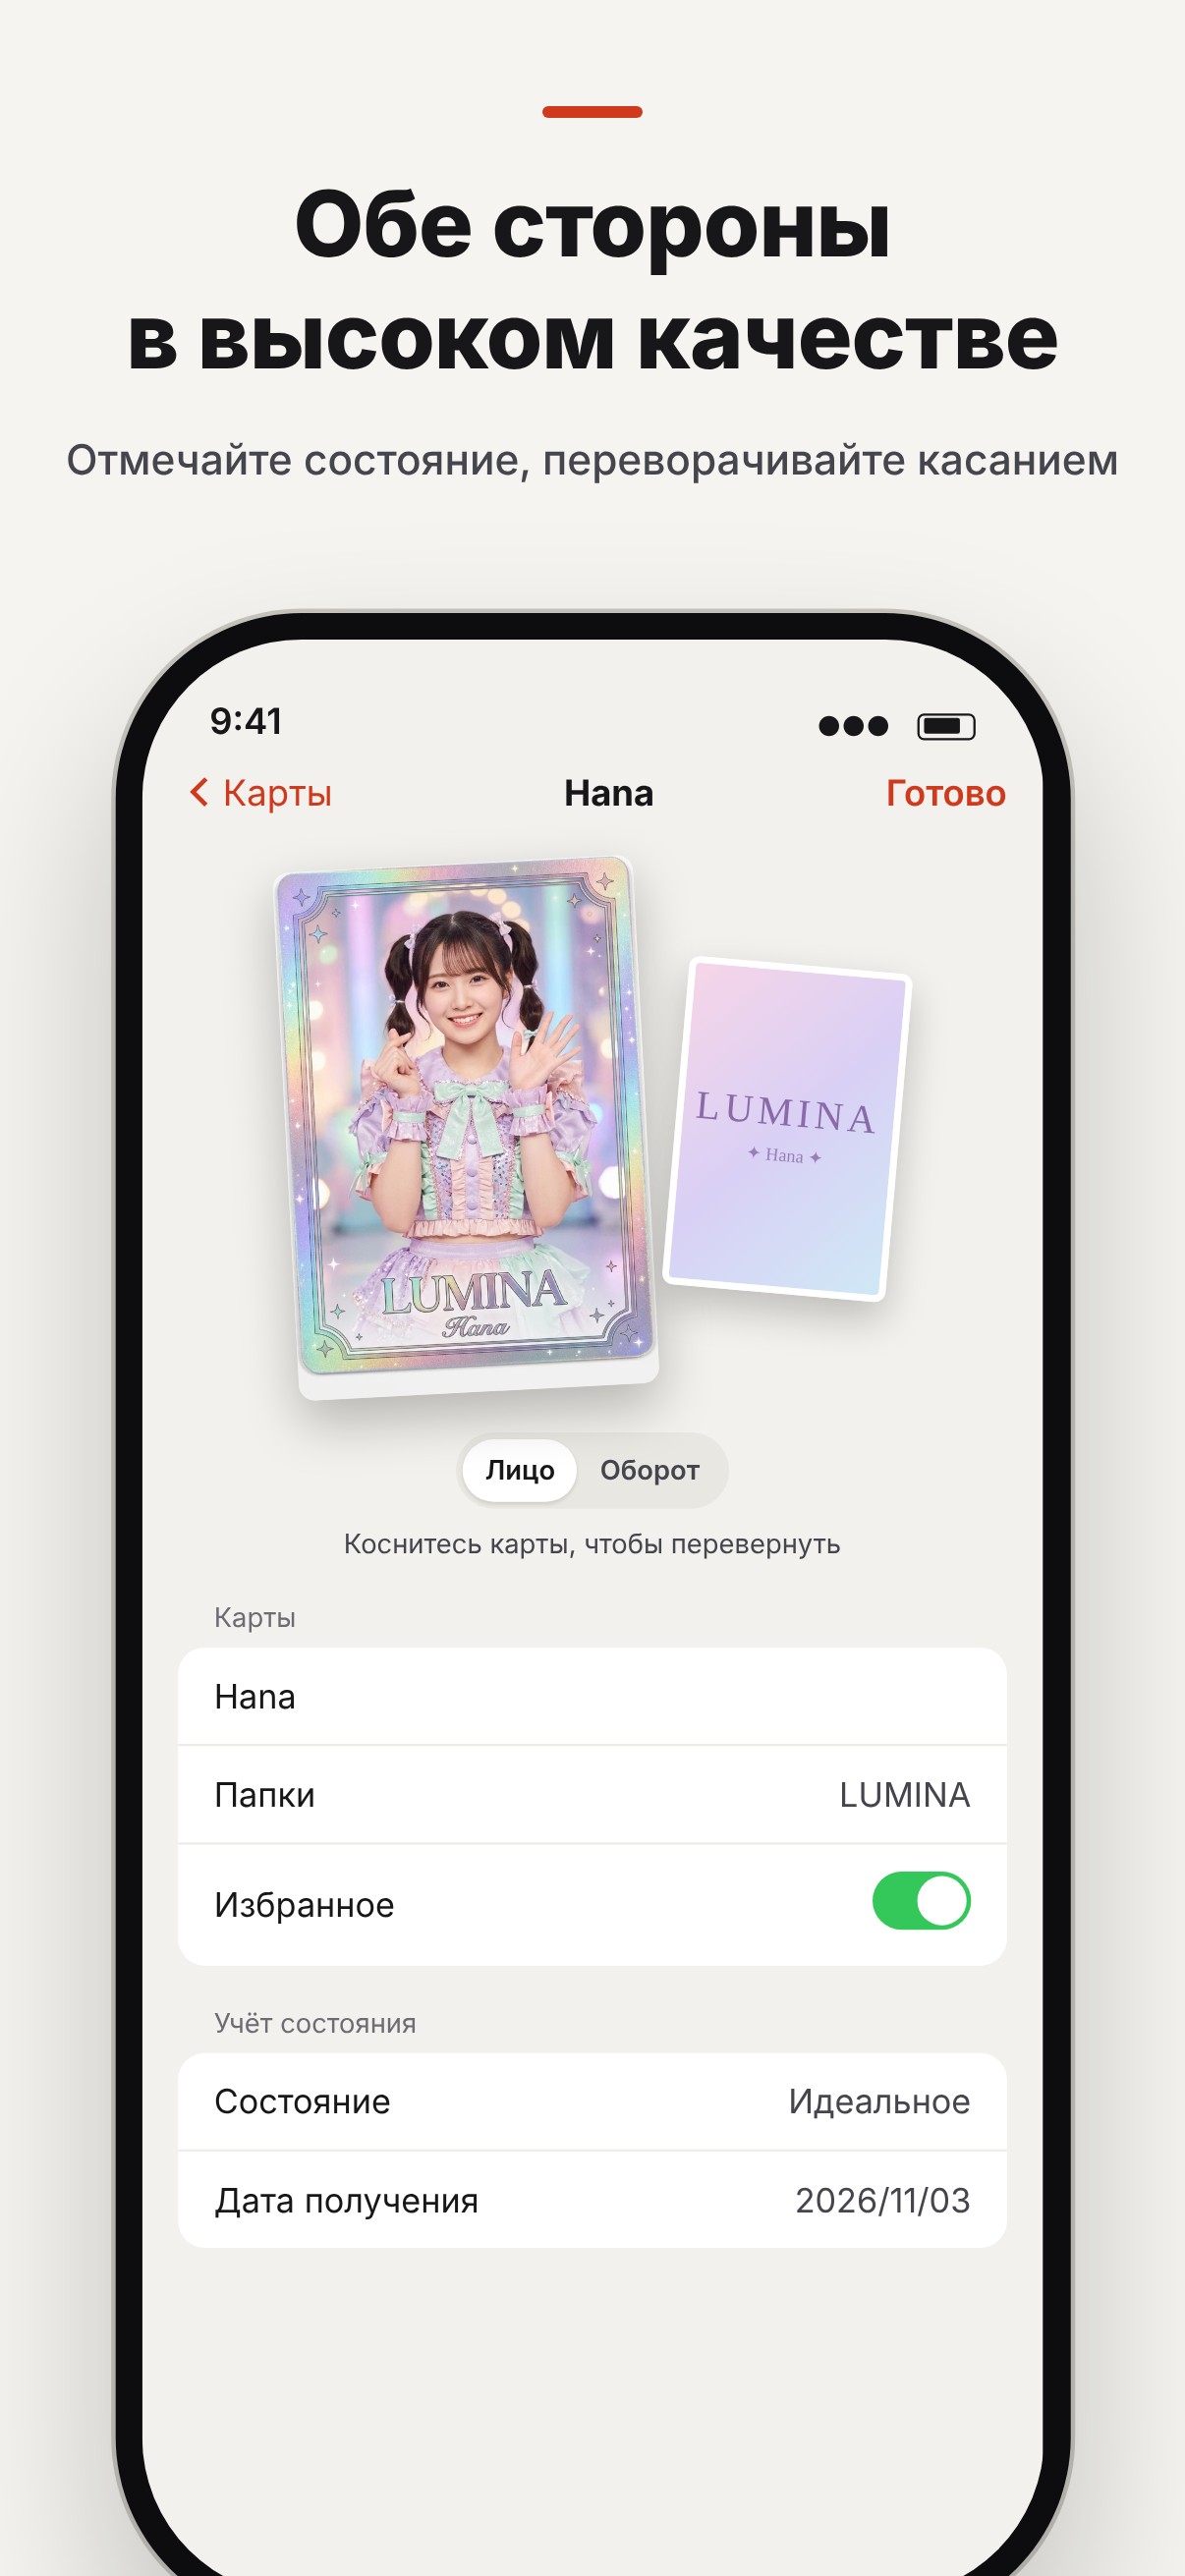 Обе стороны
в высоком качестве
Отмечайте состояние, переворачивайте касанием
9:41
Карты
Hana
Готово
LUMINA
Hana
LUMINA
✦ Hana ✦
Лицо
Оборот
Коснитесь карты, чтобы перевернуть
Карты
Hana
Папки
LUMINA
Избранное
Учёт состояния
Состояние
Идеальное
Дата получения
2026/11/03